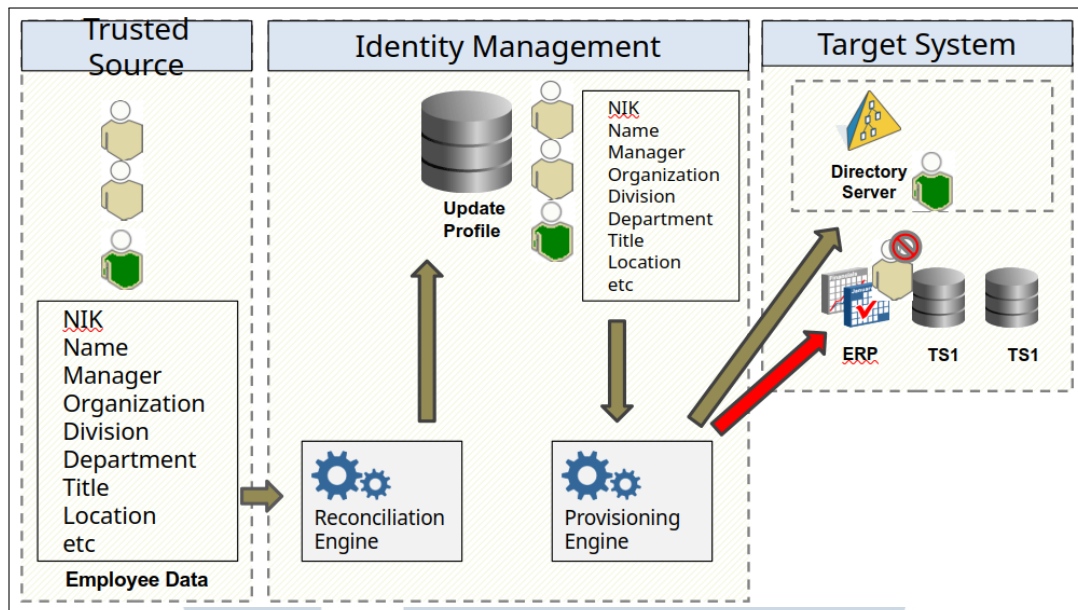 Trusted
Source
NIK
Name
Manager
Organization
Division
Department
Title
Location
etc
Employee Data
Identity Management
Update
Profile
NIK
Name
Manager
Organization
Division
Department
Title
Location
etc
Reconciliation
Engine
Provisioning
Engine
Target System
Directory
Server
ERP
TS1
TS1